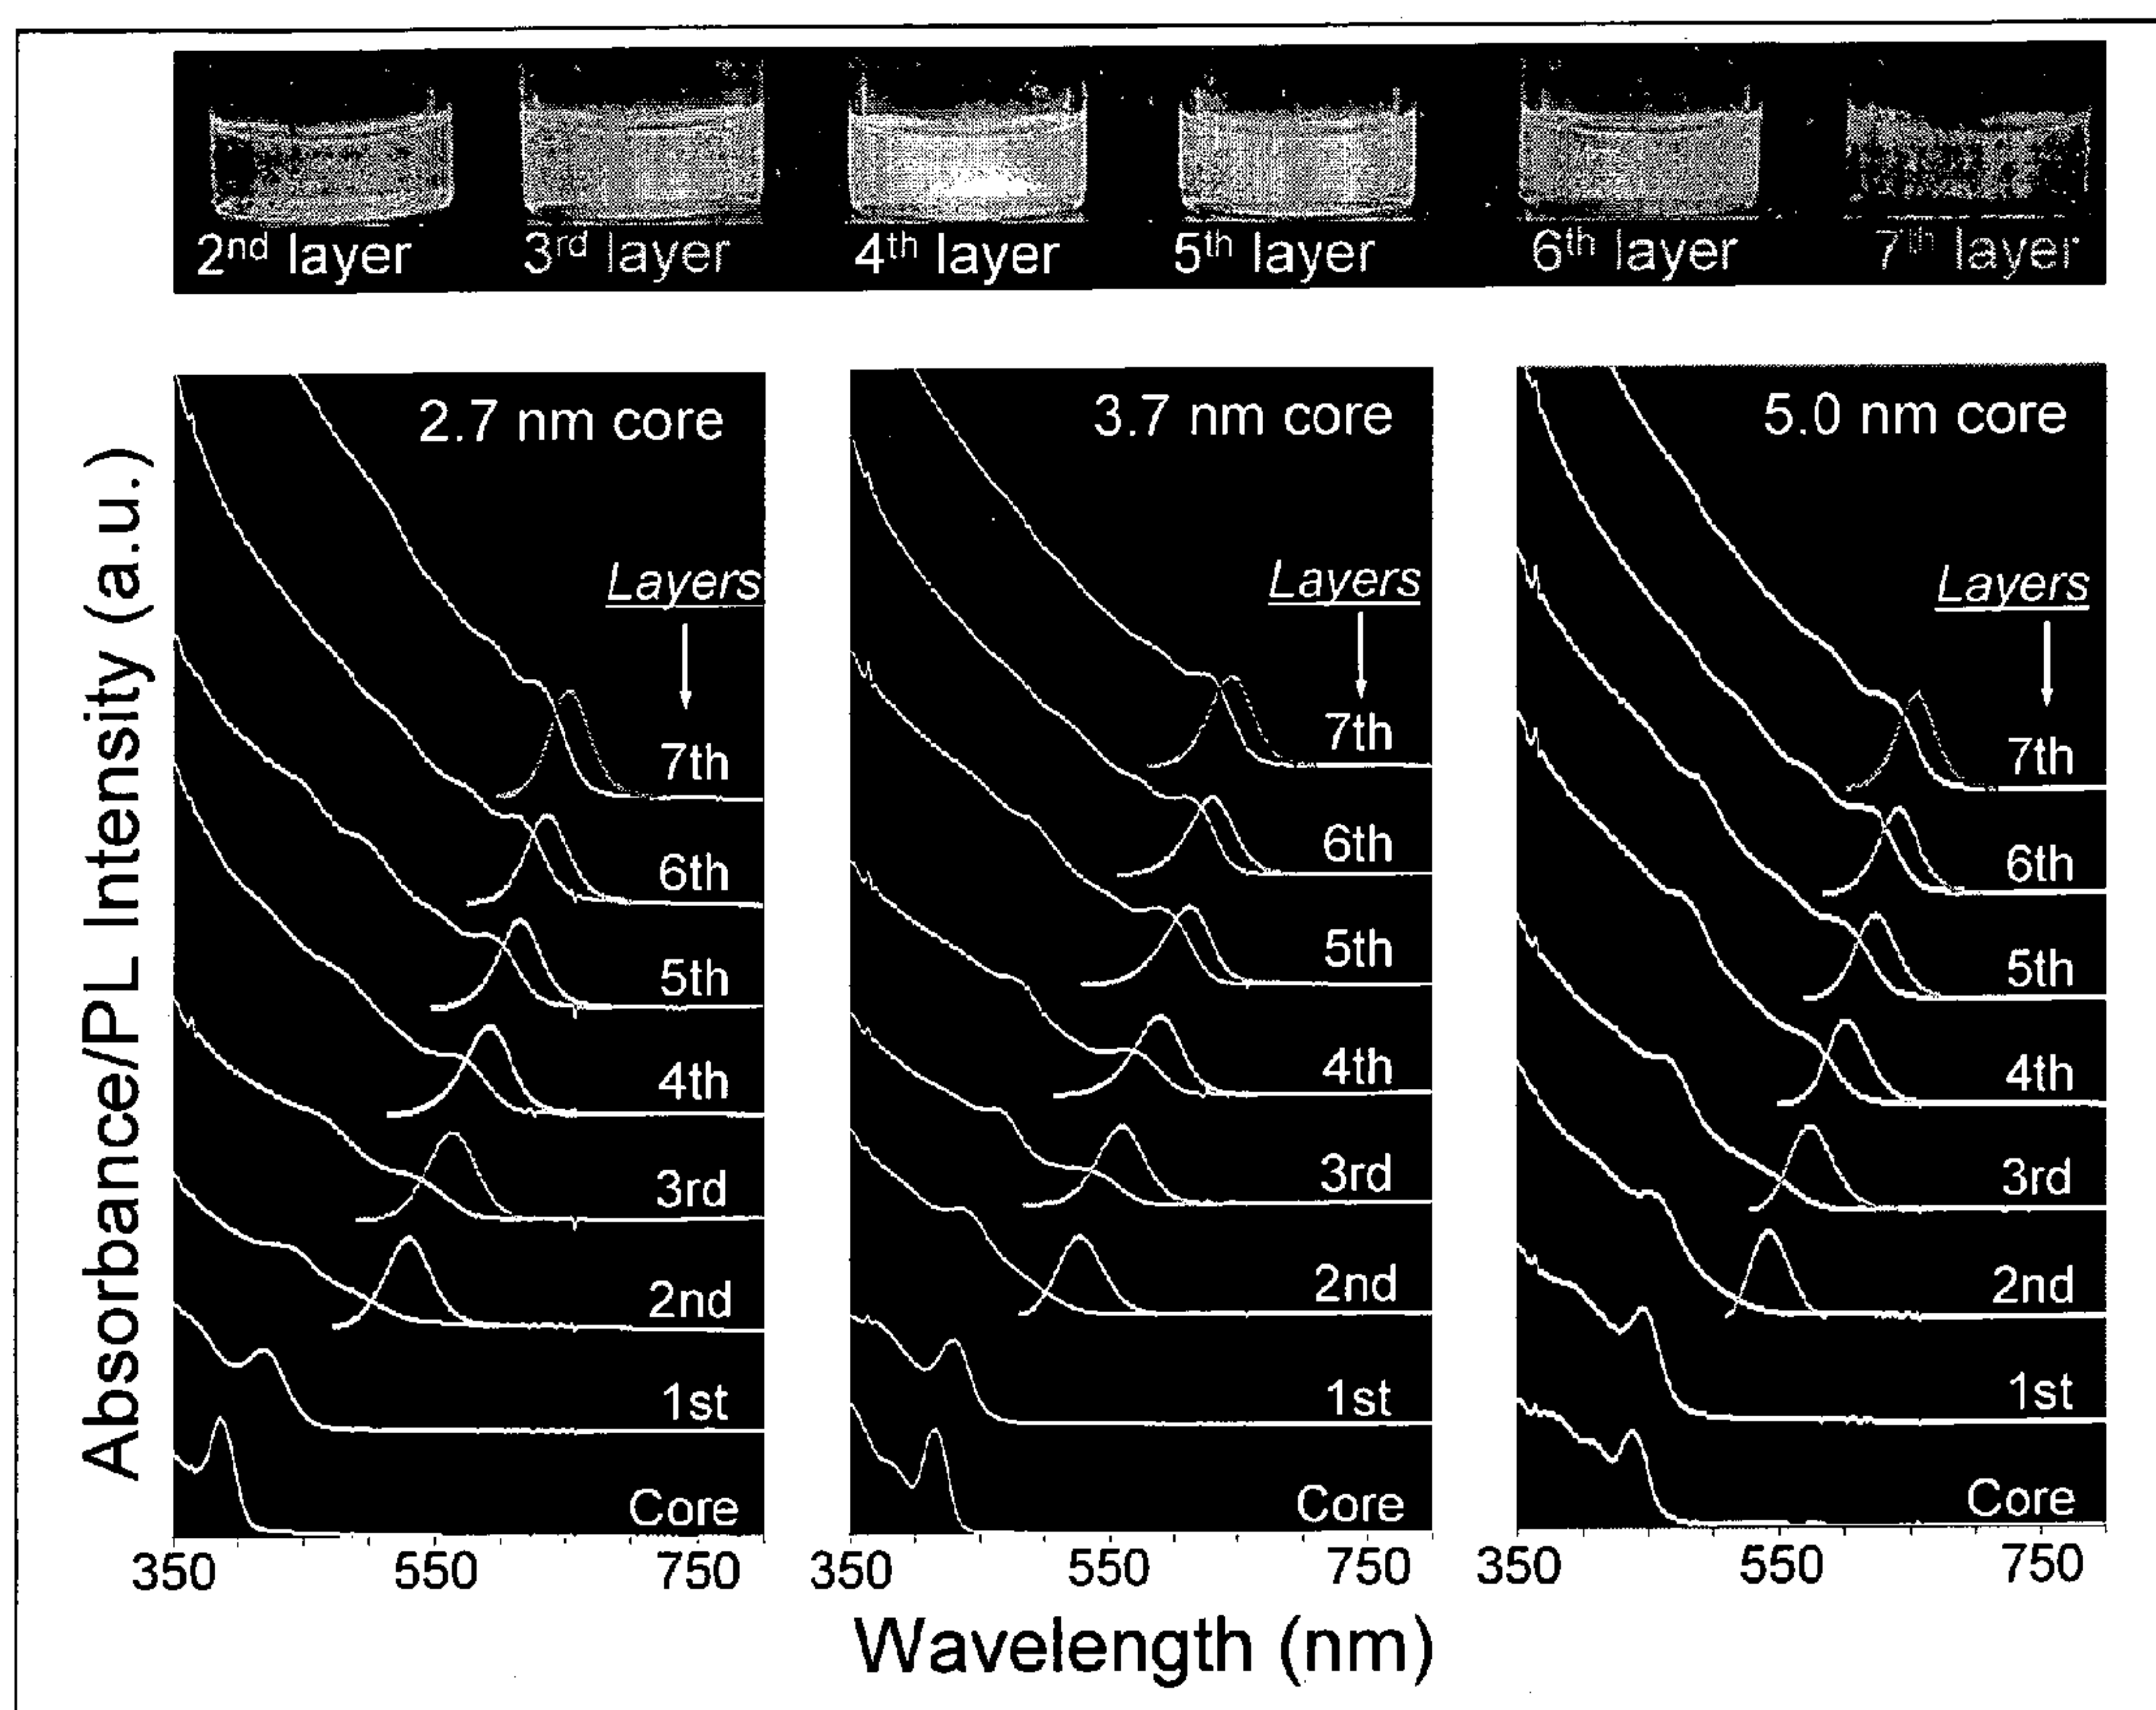 2nd layer 3rd layer 4th layer 5th layer 6th layer 7th layer
Absorbance/PL Intensity (a.u.)
2.7 nm core
Layers
7th
6th
5th
4th
3rd
2nd
1st
Core
350 550 750
3.7 nm core
Layers
7th
6th
5th
4th
3rd
2nd
1st
Core
350 550 750
5.0 nm core
Layers
7th
6th
5th
4th
3rd
2nd
1st
Core
350 550 750
Wavelength (nm)